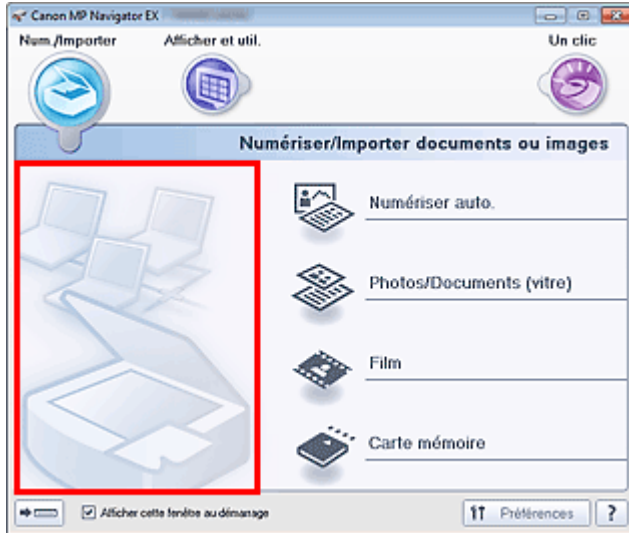 Canon MP Navigator EX
Num./Importer
Afficher et util.
Un clic
Numériser/Importer documents ou images
Numériser auto.
Photos/Documents (vitre)
Film
Carte mémoire
Afficher cette fenêtre au démarrage
Préférences
?